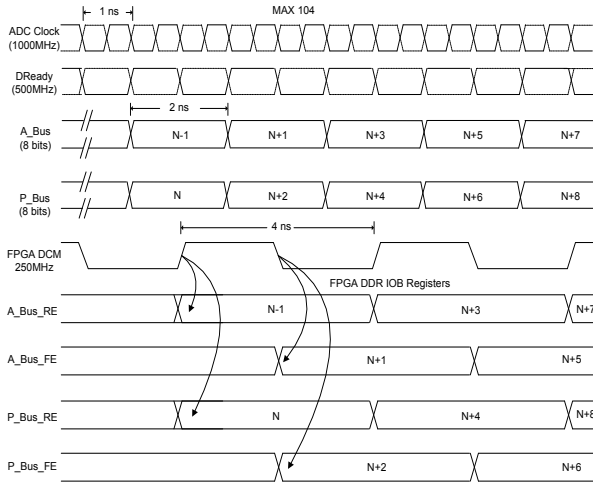 1 ns
MAX 104
ADC Clock
(1000MHz)
DReady
(500MHz)
2 ns
A_Bus
(8 bits)
N-1 N+1 N+3 N+5 N+7
P_Bus
(8 bits)
N N+2 N+4 N+6 N+8
4 ns
FPGA DCM
250MHz
FPGA DDR IOB Registers
A_Bus_RE N-1 N+3 N+7
A_Bus_FE N+1 N+5
P_Bus_RE N N+4 N+8
P_Bus_FE N+2 N+6